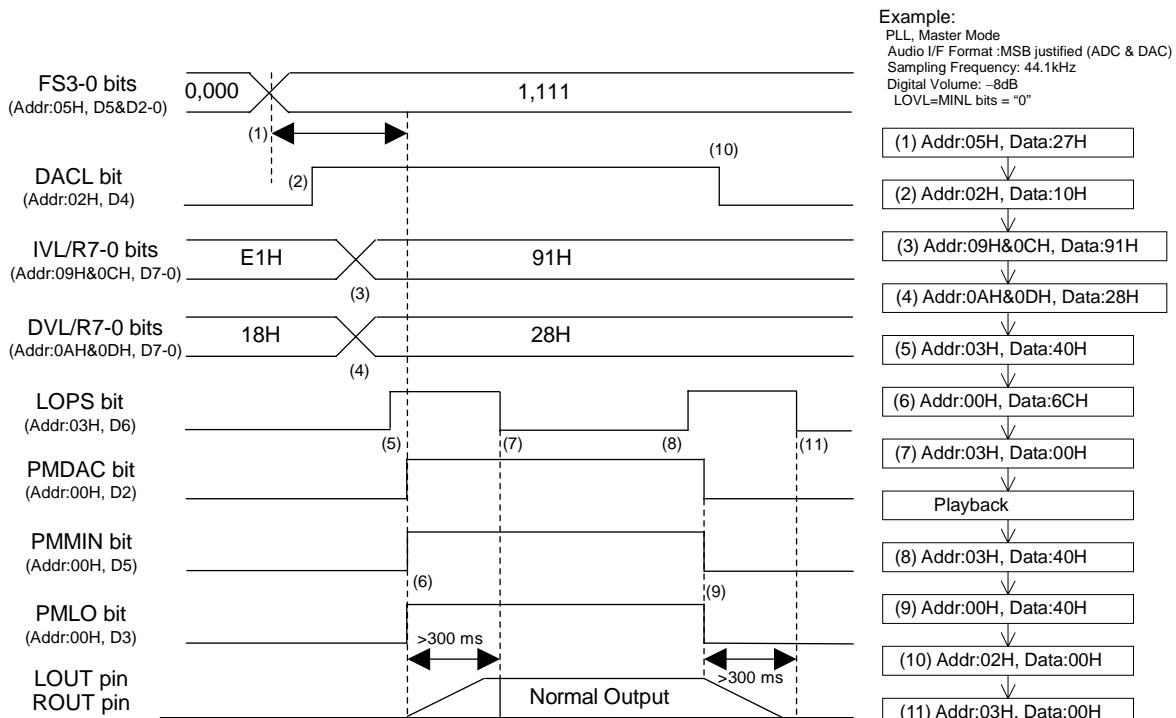 Example:
PLL, Master Mode
Audio I/F Format :MSB justified (ADC & DAC)
Sampling Frequency: 44.1kHz
Digital Volume: −8dB
LOVL=MINL bits = “0”
FS3-0 bits
(Addr:05H, D5&D2-0)
0,000
1,111
(1)
(10)
DACL bit
(Addr:02H, D4)
(2)
IVL/R7-0 bits
(Addr:09H&0CH, D7-0)
E1H
91H
(3)
DVL/R7-0 bits
(Addr:0AH&0DH, D7-0)
18H
28H
(4)
LOPS bit
(Addr:03H, D6)
(5)
(7)
(8)
(11)
PMDAC bit
(Addr:00H, D2)
PMMIN bit
(Addr:00H, D5)
(6)
(9)
PMLO bit
(Addr:00H, D3)
>300 ms
>300 ms
LOUT pin
ROUT pin
Normal Output
(1) Addr:05H, Data:27H
(2) Addr:02H, Data:10H
(3) Addr:09H&0CH, Data:91H
(4) Addr:0AH&0DH, Data:28H
(5) Addr:03H, Data:40H
(6) Addr:00H, Data:6CH
(7) Addr:03H, Data:00H
Playback
(8) Addr:03H, Data:40H
(9) Addr:00H, Data:40H
(10) Addr:02H, Data:00H
(11) Addr:03H, Data:00H